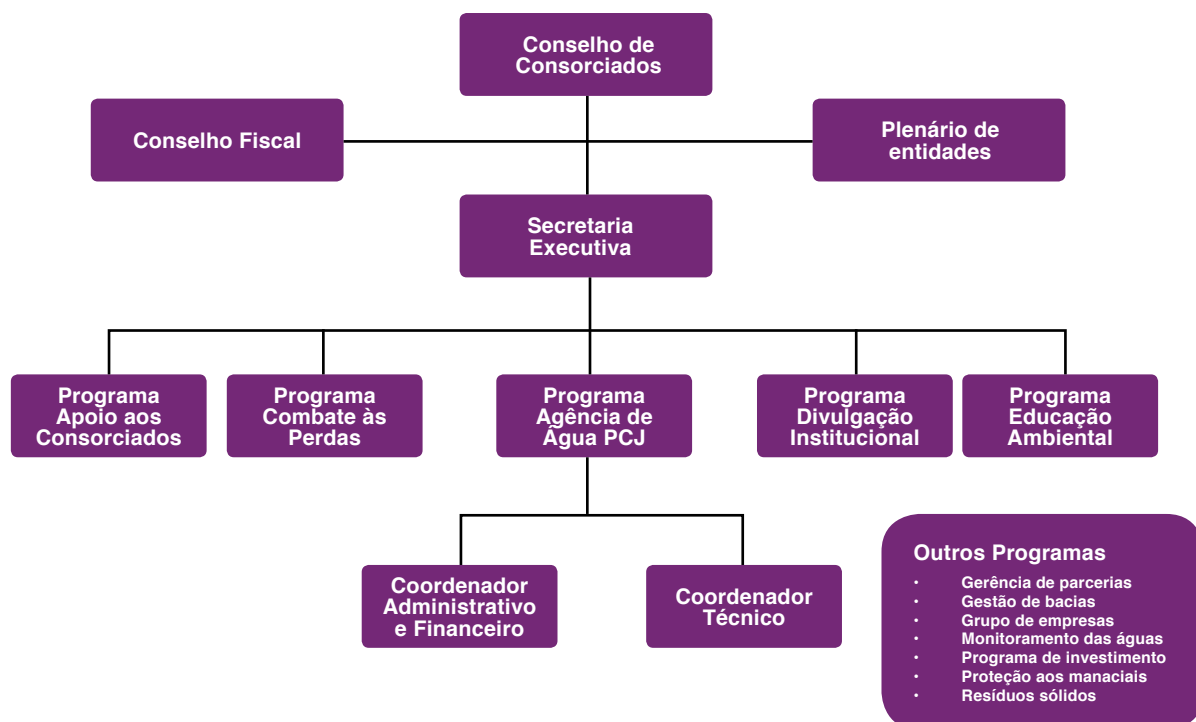 Conselho de
Consorciados
Conselho Fiscal
Plenário de
entidades
Secretaria
Executiva
Programa
Apoio aos
Consorciados
Programa
Combate às
Perdas
Programa
Agência de
Água PCJ
Programa
Divulgação
Institucional
Programa
Educação
Ambiental
Coordenador
Administrativo
e Financeiro
Coordenador
Técnico
Outros Programas
• Gerência de parcerias
• Gestão de bacias
• Grupo de empresas
• Monitoramento das águas
• Programa de investimento
• Proteção aos manaciais
• Resíduos sólidos